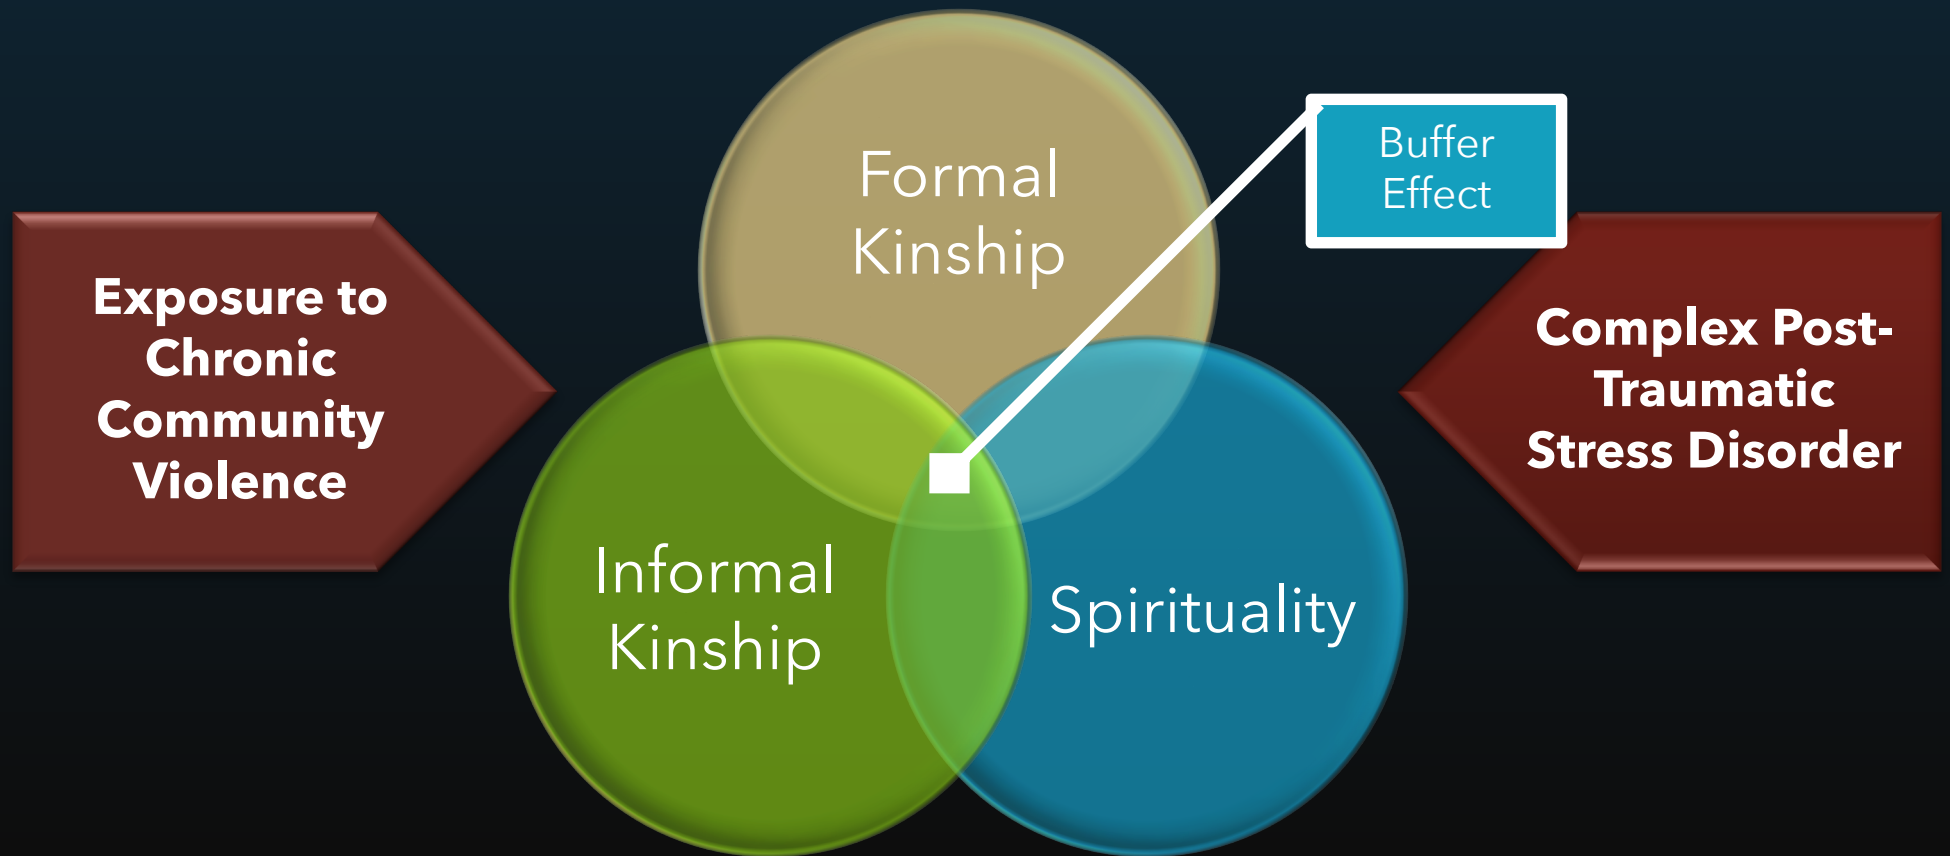 Exposure to
Chronic
Community
Violence
Formal
Kinship
Informal
Kinship
Spirituality
Buffer
Effect
Complex Post-
Traumatic
Stress Disorder